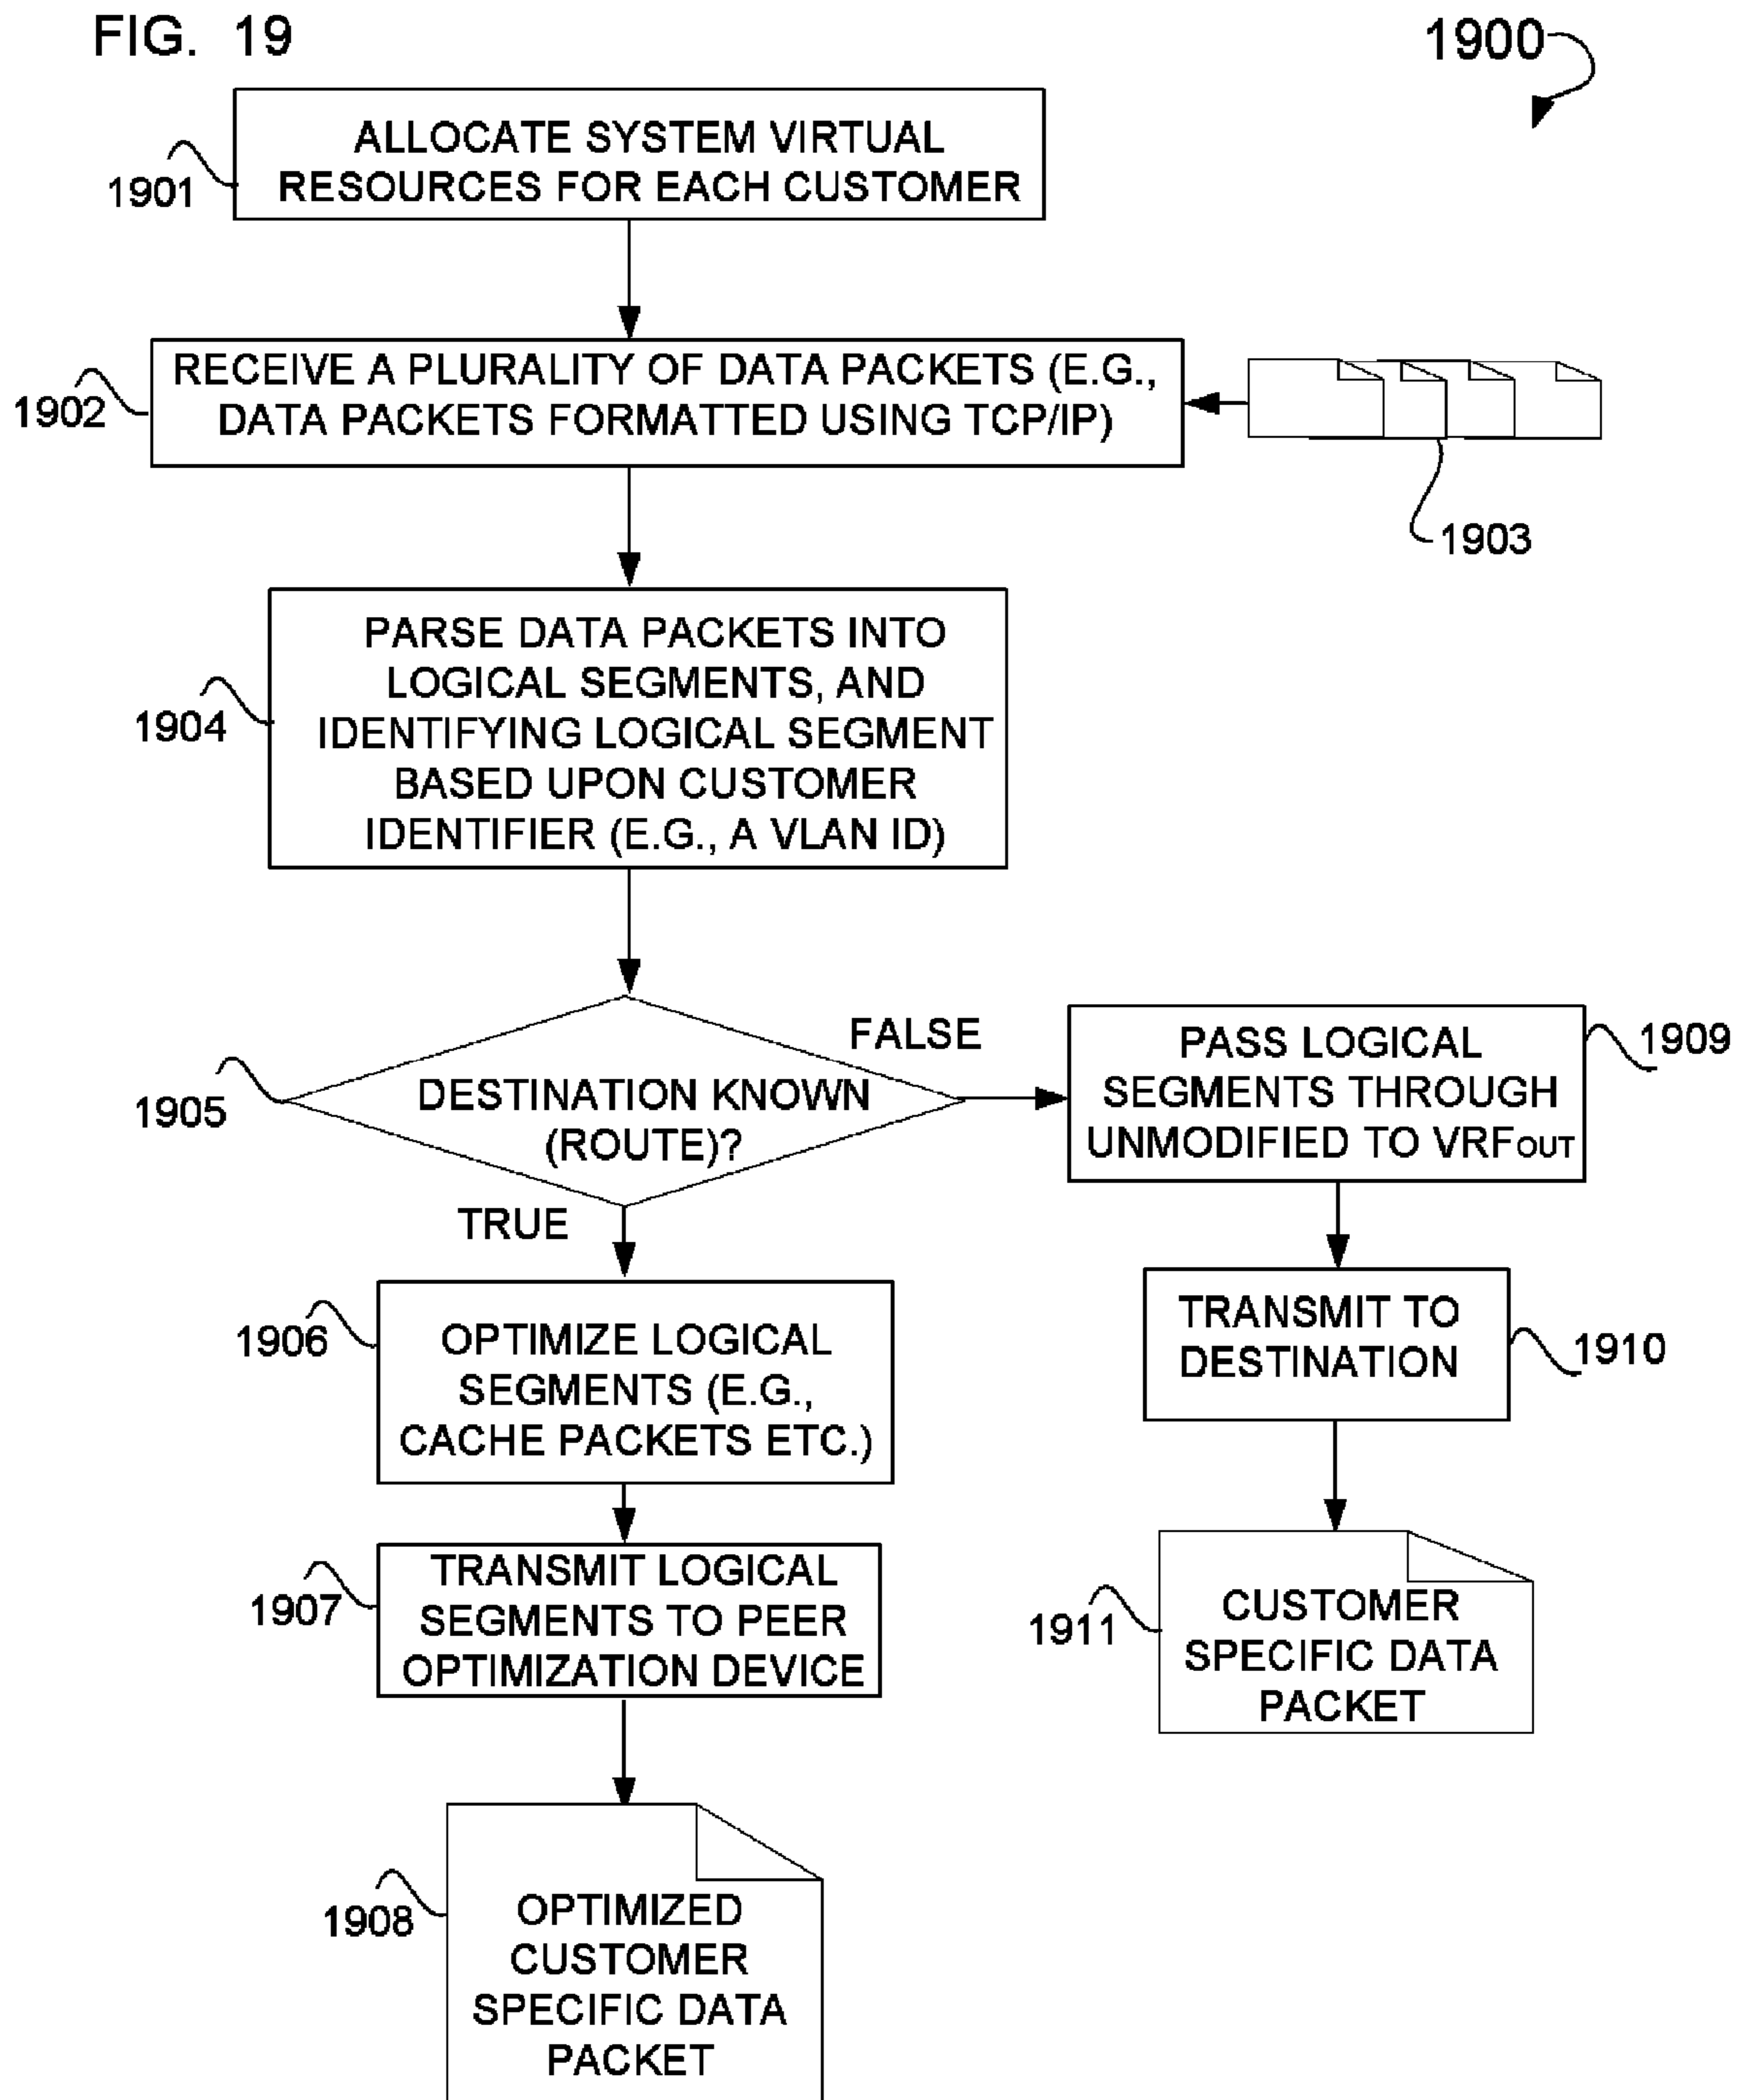 FIG. 19
1900
ALLOCATE SYSTEM VIRTUAL
RESOURCES FOR EACH CUSTOMER
1901
RECEIVE A PLURALITY OF DATA PACKETS (E.G.,
DATA PACKETS FORMATTED USING TCP/IP)
1902
1903
PARSE DATA PACKETS INTO
LOGICAL SEGMENTS, AND
IDENTIFYING LOGICAL SEGMENT
BASED UPON CUSTOMER
IDENTIFIER (E.G., A VLAN ID)
1904
FALSE
DESTINATION KNOWN
(ROUTE)?
1905
TRUE
PASS LOGICAL
SEGMENTS THROUGH
UNMODIFIED TO VRFOUT
1909
OPTIMIZE LOGICAL
SEGMENTS (E.G.,
CACHE PACKETS ETC.)
1906
TRANSMIT TO
DESTINATION
1910
TRANSMIT LOGICAL
SEGMENTS TO PEER
OPTIMIZATION DEVICE
1907
CUSTOMER
SPECIFIC DATA
PACKET
1911
OPTIMIZED
CUSTOMER
SPECIFIC DATA
PACKET
1908